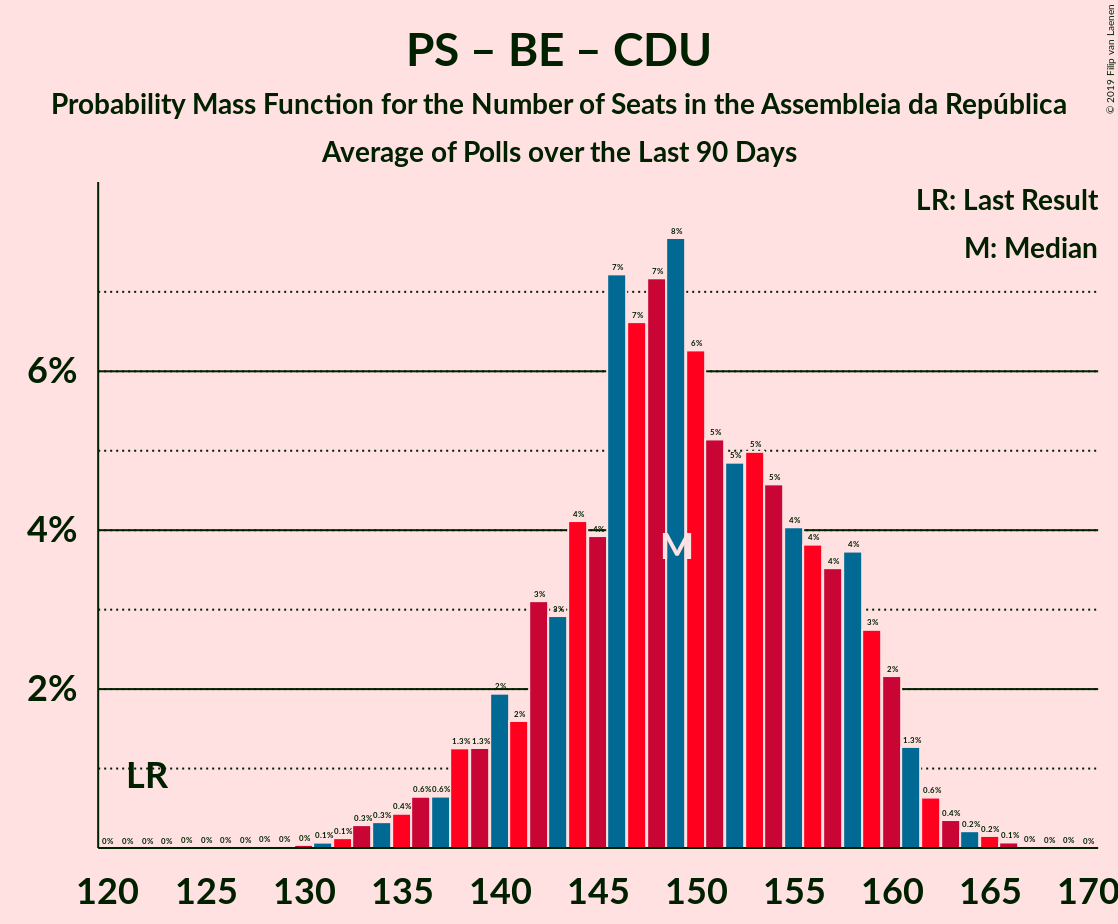 PS – BE – CDU
Probability Mass Function for the Number of Seats in the Assembleia da República
Average of Polls over the Last 90 Days
© 2019 Filip van Laenen
LR: Last Result
M: Median
6%
4%
2%
0% 0% 0% 0% 0% 0% 0% 0% 0% 0% 0% 0.1% 0.1% 0.3% 0.3% 0.4% 0.6% 0.6% 1.3% 1.3% 2% 2% 3% 3% 4% 4% 7% 7% 7% 8% 6% 5% 5% 5% 5% 4% 4% 4% 4% 3% 2% 1.3% 0.6% 0.4% 0.2% 0.2% 0.1% 0% 0% 0% 0%
M
LR
120 125 130 135 140 145 150 155 160 165 170